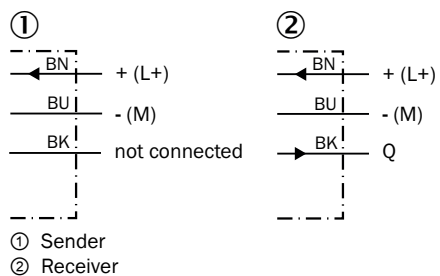 ① ②
BN + (L+) BN + (L+)
BU - (M) BU - (M)
BK not connected BK Q
① Sender
② Receiver